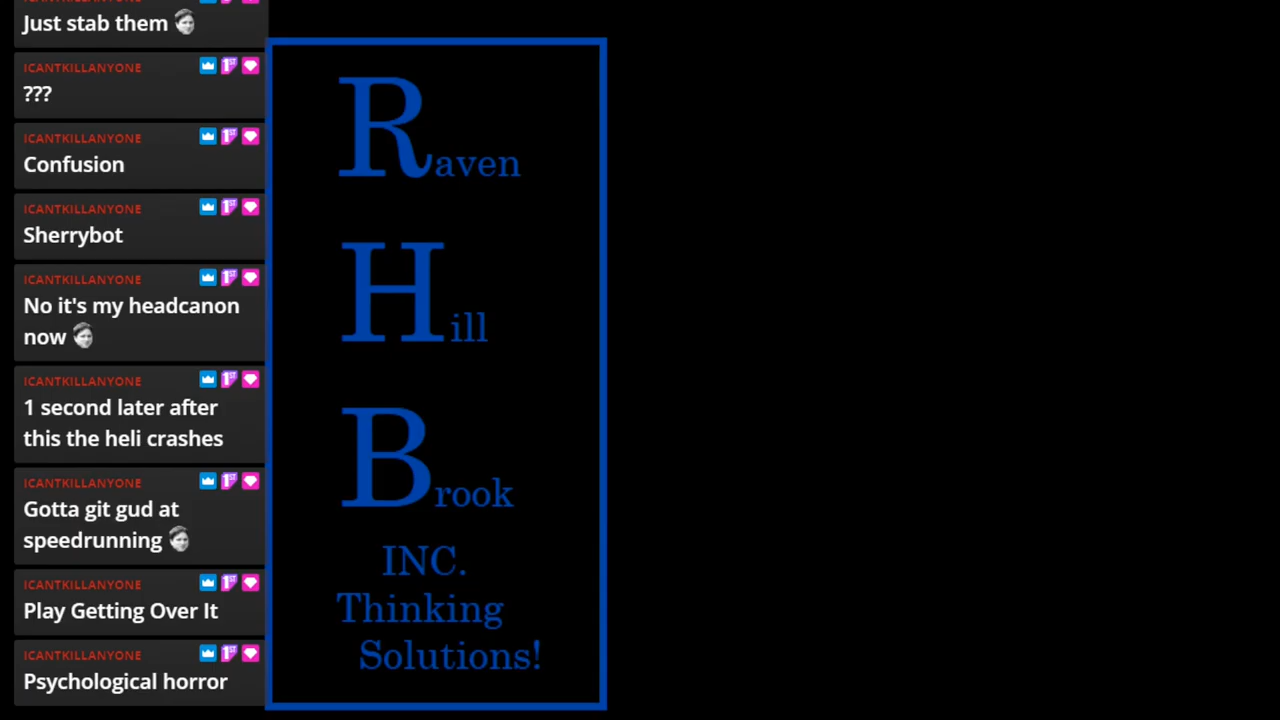 Just stab them
ICANTKILLANYONE
???
ICANTKILLANYONE
Confusion
ICANTKILLANYONE
Sherrybot
ICANTKILLANYONE
No it's my headcanon
now
ICANTKILLANYONE
1 second later after
this the heli crashes
ICANTKILLANYONE
Gotta git gud at
speedrunning
ICANTKILLANYONE
Play Getting Over It
ICANTKILLANYONE
Psychological horror
Raven
Hill
Brook
INC.
Thinking
Solutions!